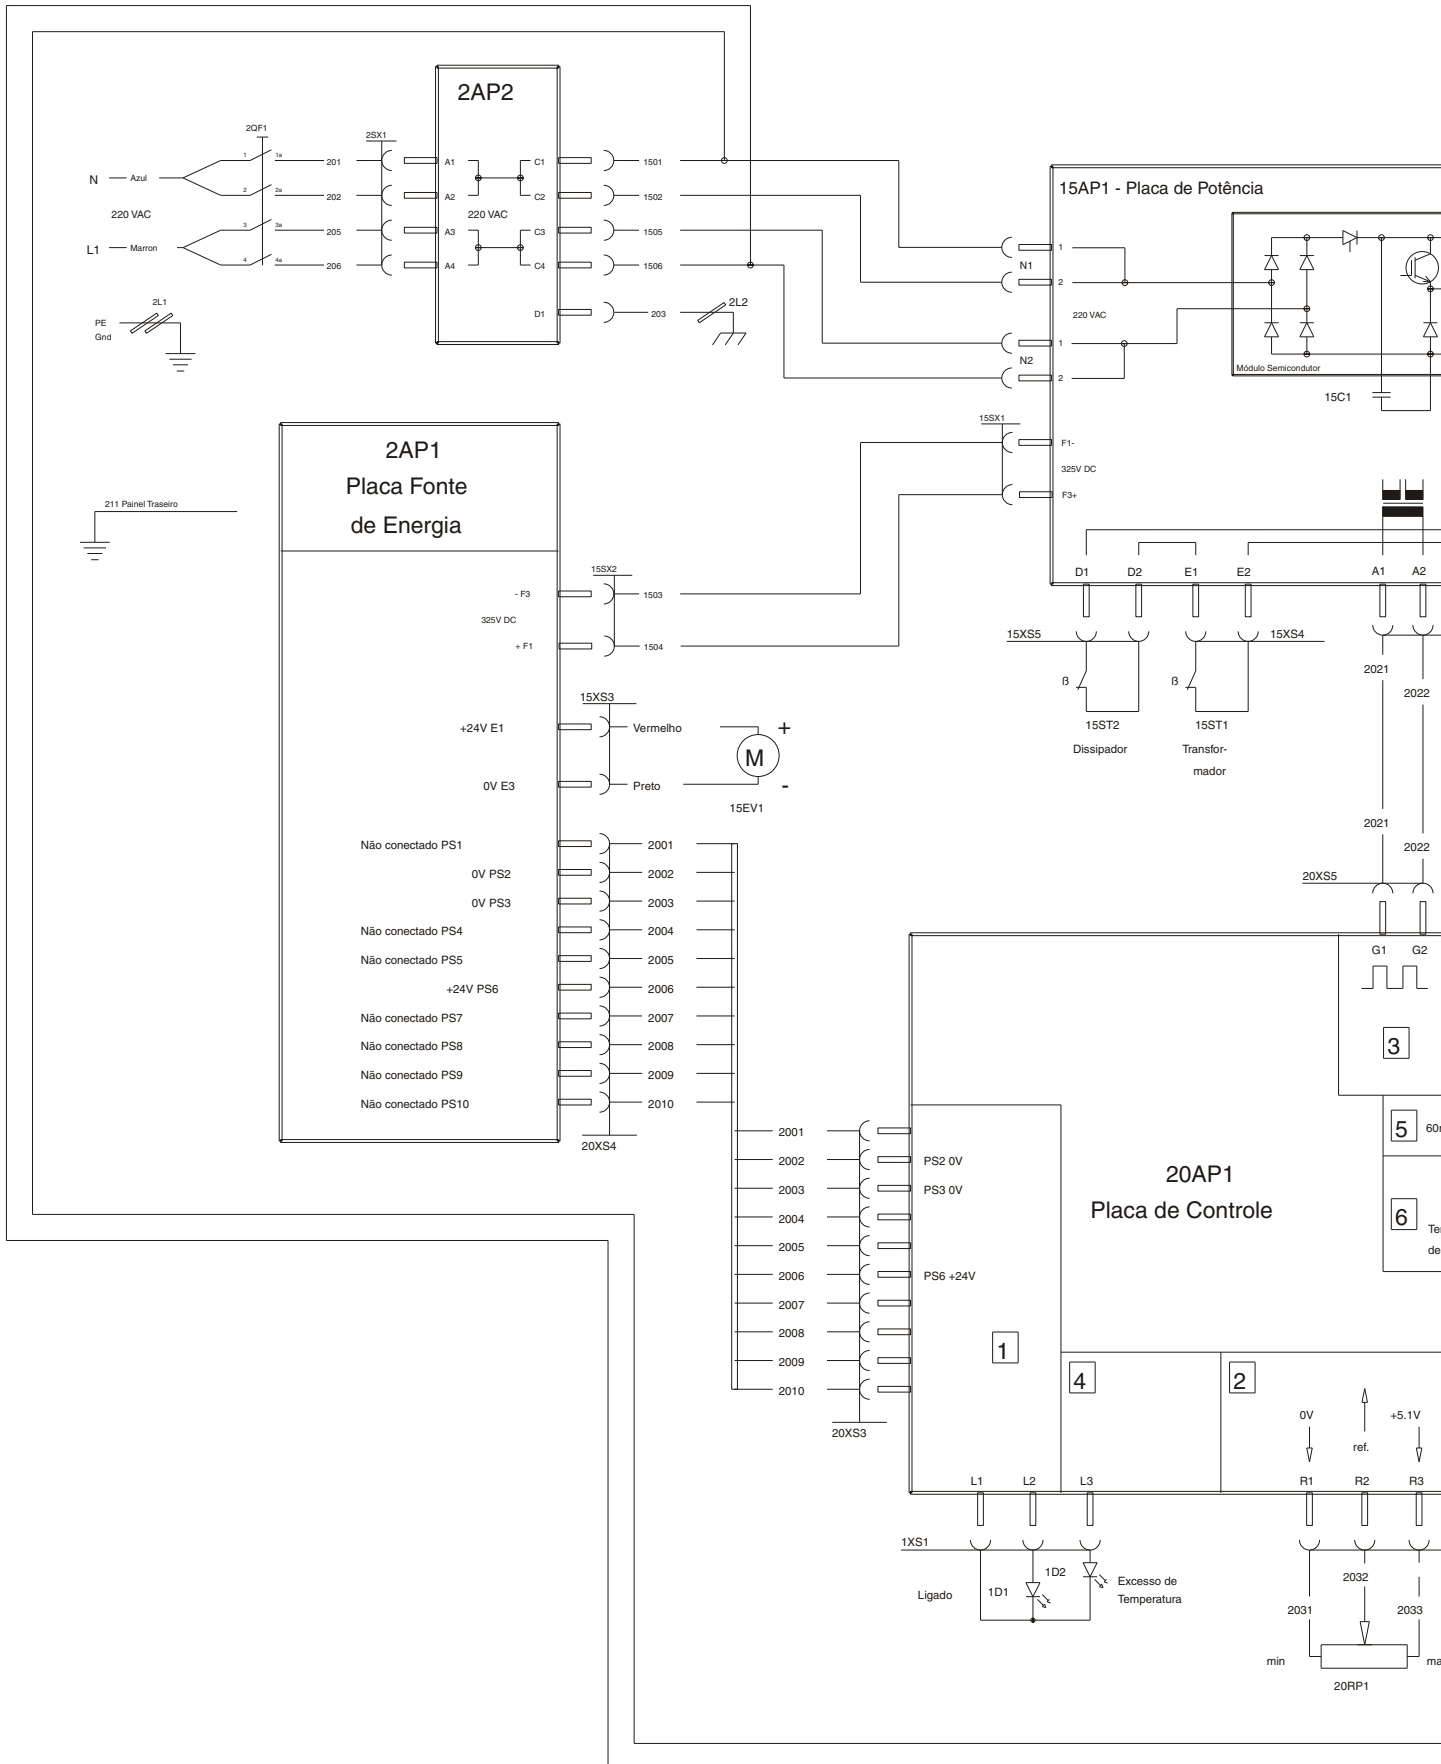 2AP2
2QF1
2SX1
1
1a
201
A1
C1
1501
N
Azul
2
2a
202
A2
C2
1502
220 VAC
220 VAC
3
3a
205
A3
C3
1505
L1
Marron
4
4a
206
A4
C4
1506
2L1
PE
Gnd
D1
203
2L2
15AP1 - Placa de Potência
1
N1
2
220 VAC
1
N2
2
Módulo Semicondutor
15C1
15SX1
F1-
325V DC
F3+
D1
D2
E1
E2
A1
A2
15XS5
15XS4
ß
ß
15ST2
15ST1
Dissipador
Transfor-
mador
2021
2022
2021
2022
20XS5
2AP1
Placa Fonte
de Energia
211 Painel Traseiro
15SX2
- F3
1503
325V DC
+ F1
1504
15XS3
+24V E1
Vermelho
+
M
0V E3
Preto
-
15EV1
Não conectado PS1
2001
0V PS2
2002
0V PS3
2003
Não conectado PS4
2004
Não conectado PS5
2005
+24V PS6
2006
Não conectado PS7
2007
Não conectado PS8
2008
Não conectado PS9
2009
Não conectado PS10
2010
20XS4
2001
2002
PS2 0V
2003
PS3 0V
2004
2005
2006
PS6 +24V
2007
2008
2009
2010
20XS3
20AP1
Placa de Controle
G1
G2
3
5
6
de
1
4
2
0V
ref.
+5.1V
L1
L2
L3
R1
R2
R3
1XS1
Ligado
1D1
1D2
Excesso de
Temperatura
2032
2031
2033
min
20RP1